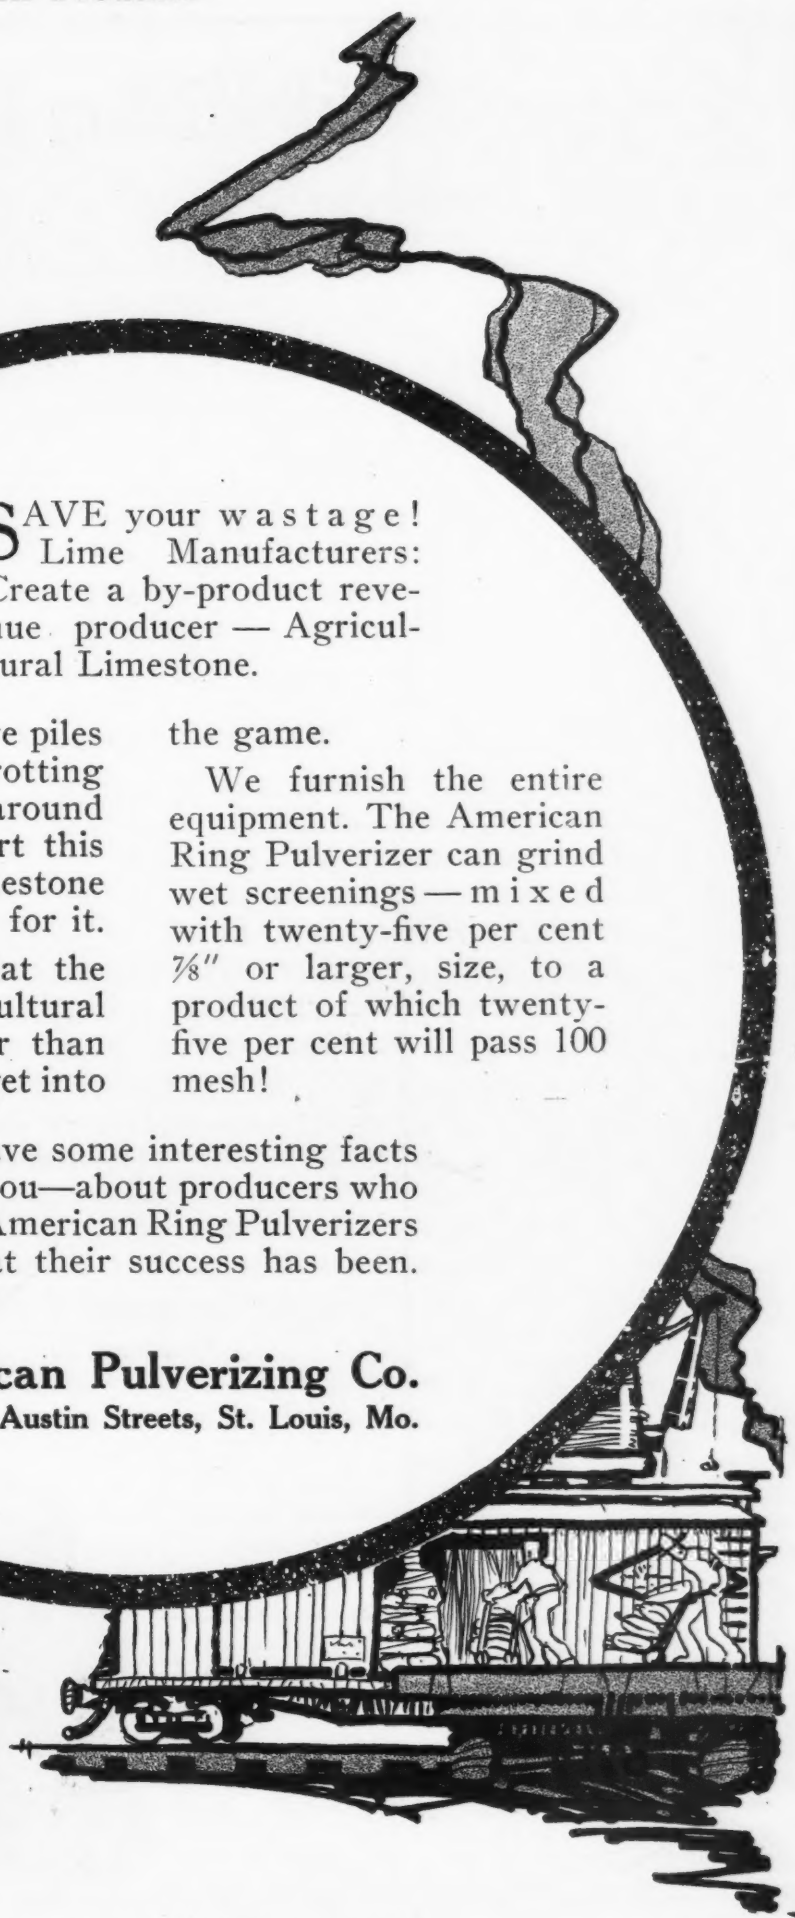 SAVE your wastage!
Lime Manufacturers:
Create a by-product reve-
nue producer — Agricul-
tural Limestone.
e piles
rotting
around
rt this
estone
for it.
at the
ultural
r than
get into
the game.
We furnish the entire
equipment. The American
Ring Pulverizer can grind
wet screenings — mixed
with twenty-five per cent
⅞" or larger, size, to a
product of which twenty-
five per cent will pass 100
mesh!
ve some interesting facts
ou—about producers who
American Ring Pulverizers
at their success has been.
can Pulverizing Co.
Austin Streets, St. Louis, Mo.